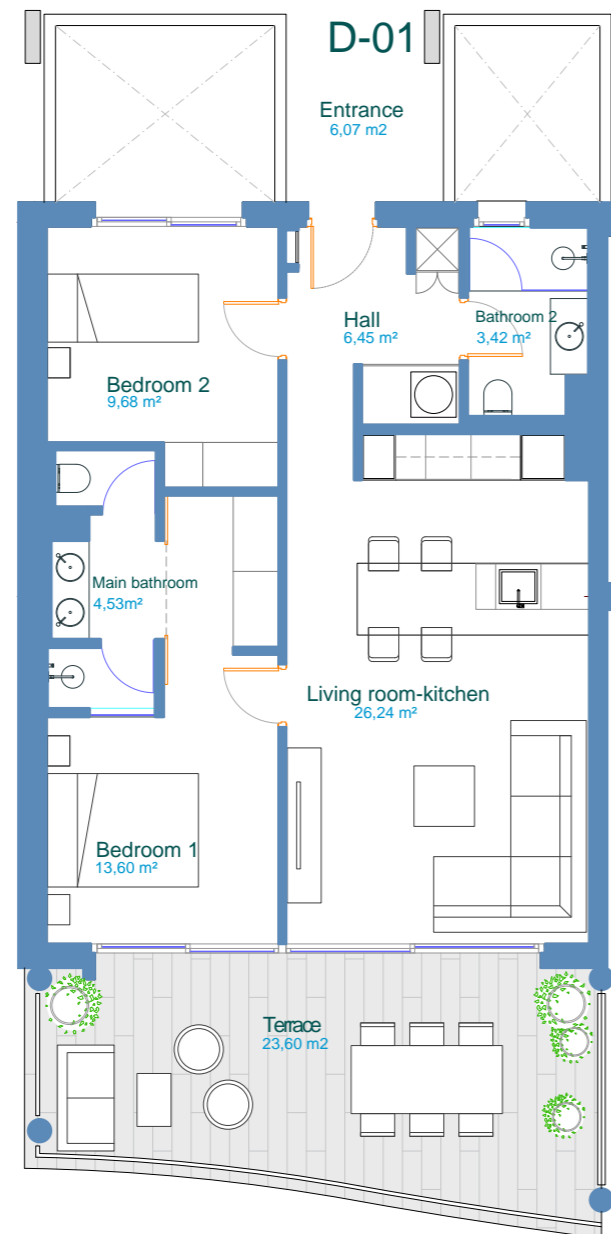 D-01
Entrance
6,07 m2
Hall
6,45 m²
Bathroom 2
3,42 m²
Bedroom 2
9,68 m²
Main bathroom
4,53m²
Living room-kitchen
26,24 m²
Bedroom 1
13,60 m²
Terrace
23,60 m2